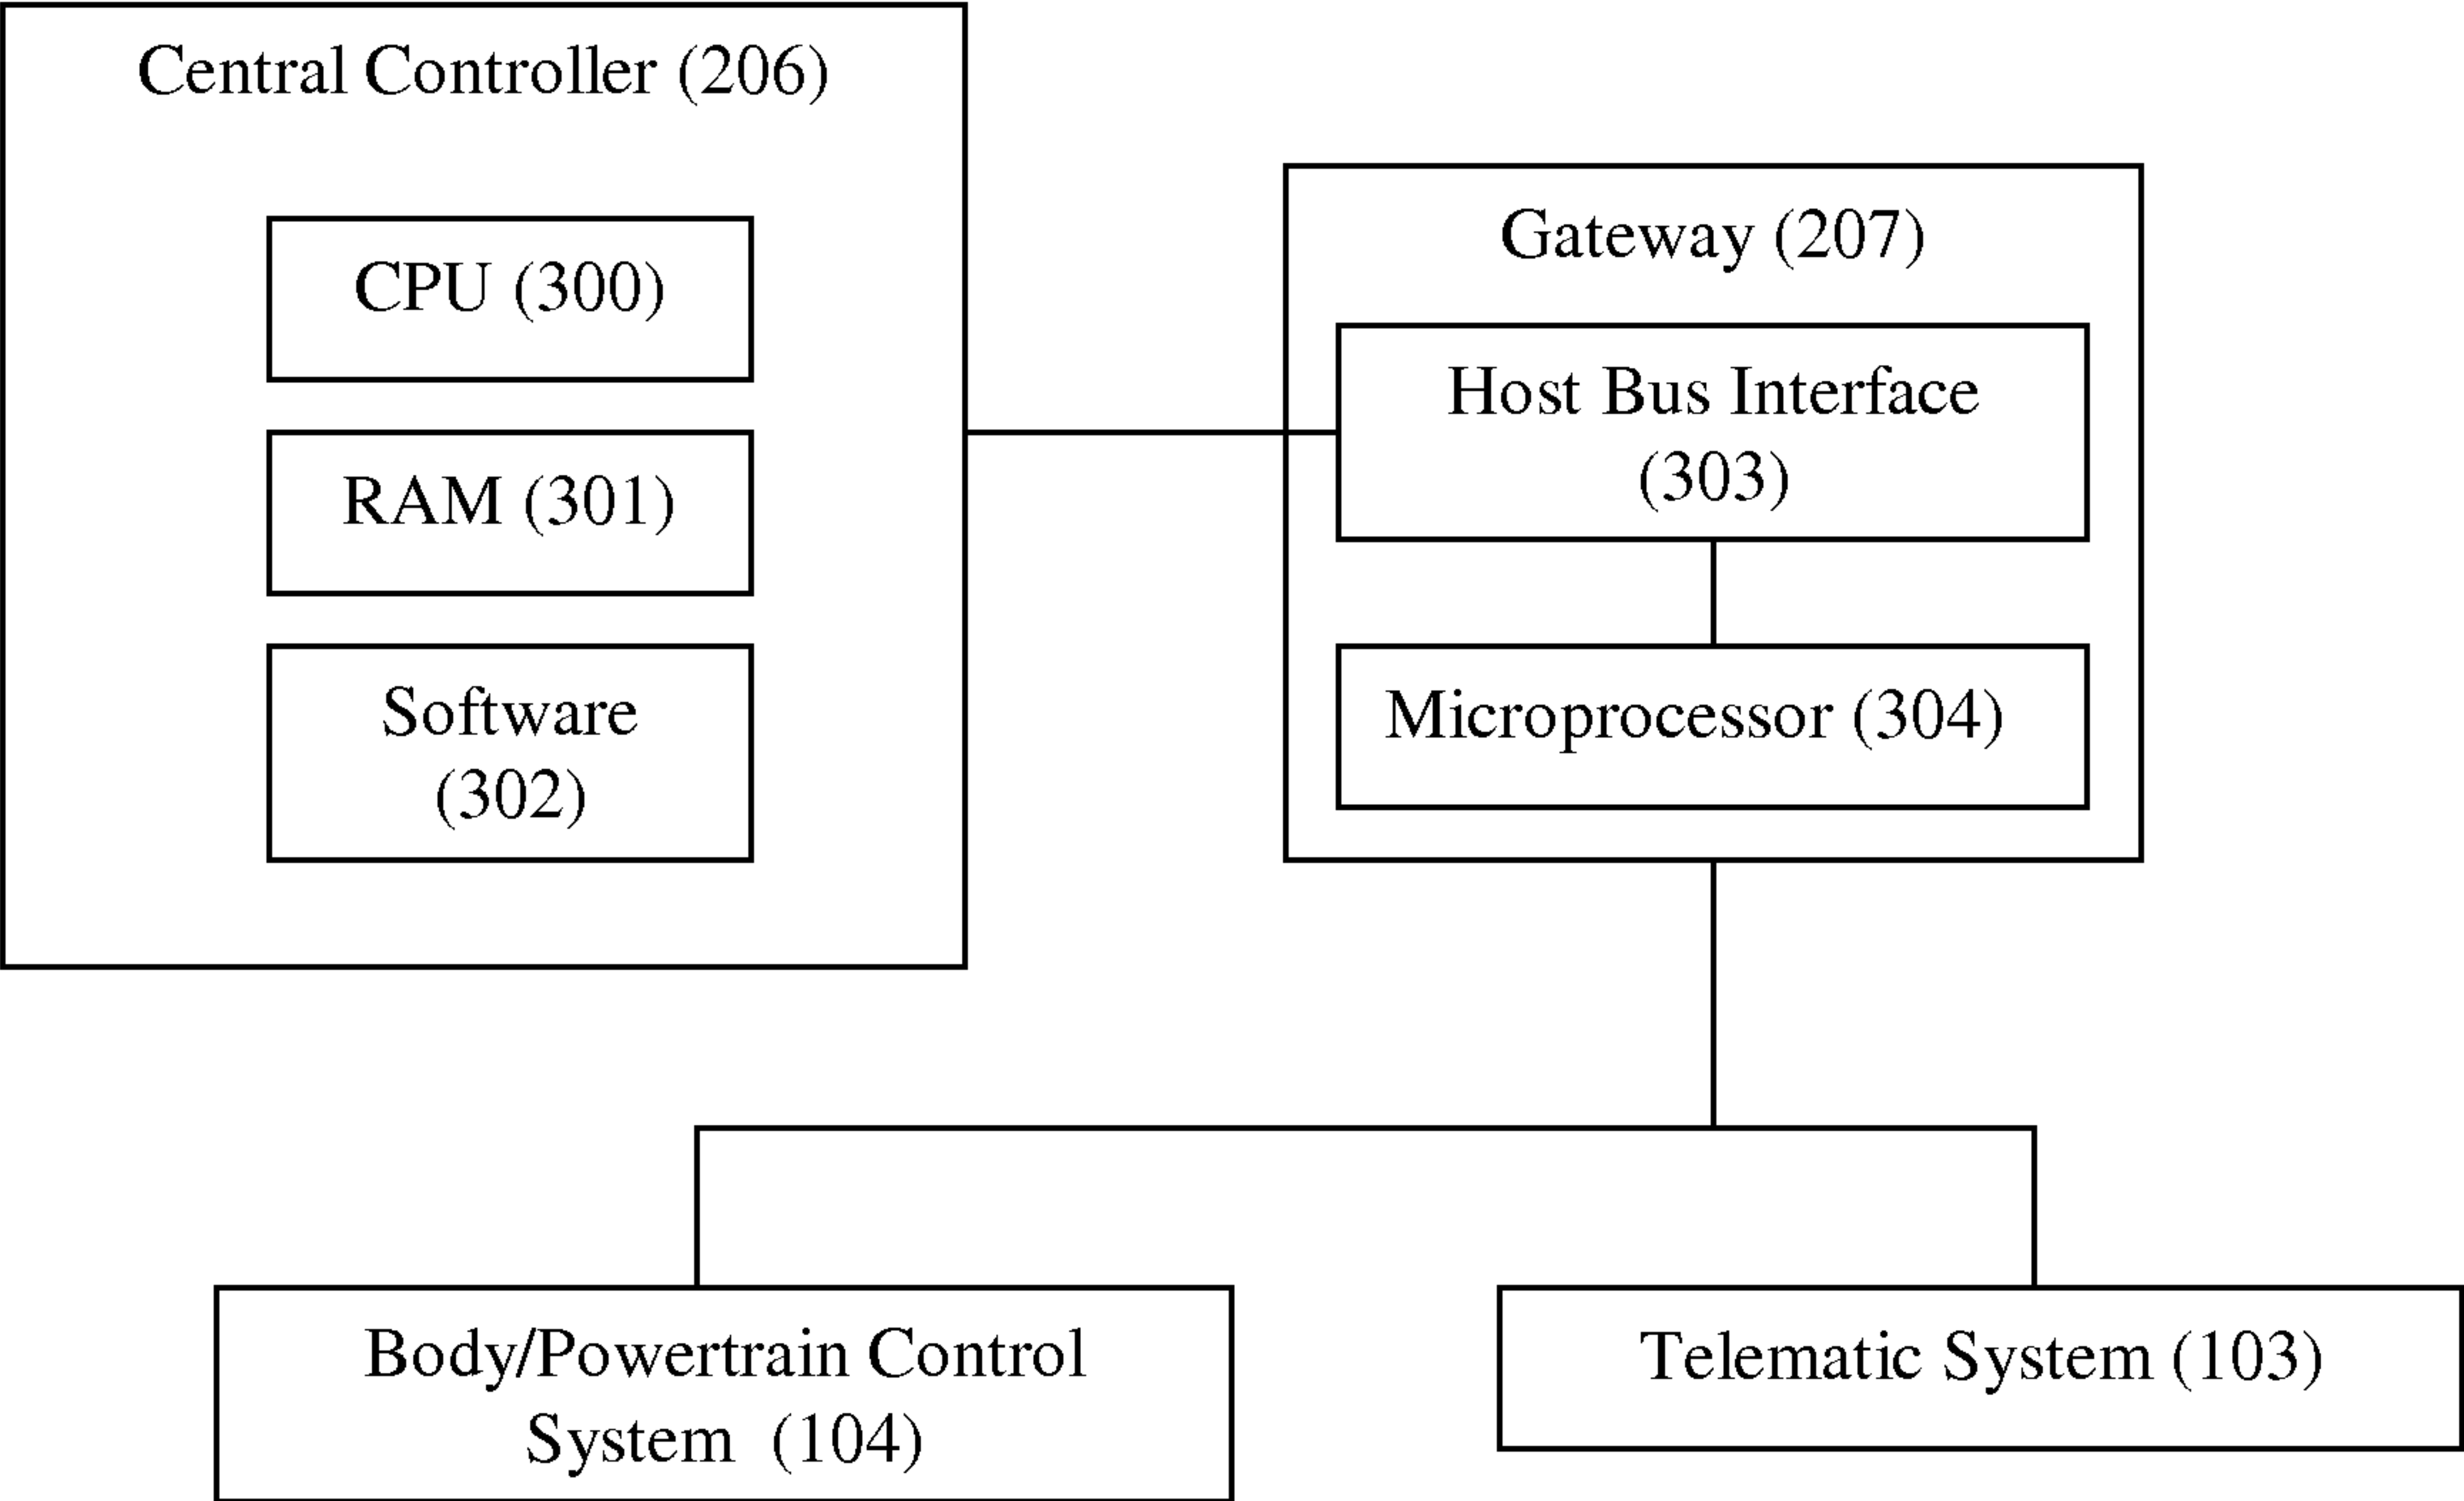 Central Controller (206)
CPU (300)
RAM (301)
Software
(302)
Gateway (207)
Host Bus Interface
(303)
Microprocessor (304)
Body/Powertrain Control
System (104)
Telematic System (103)